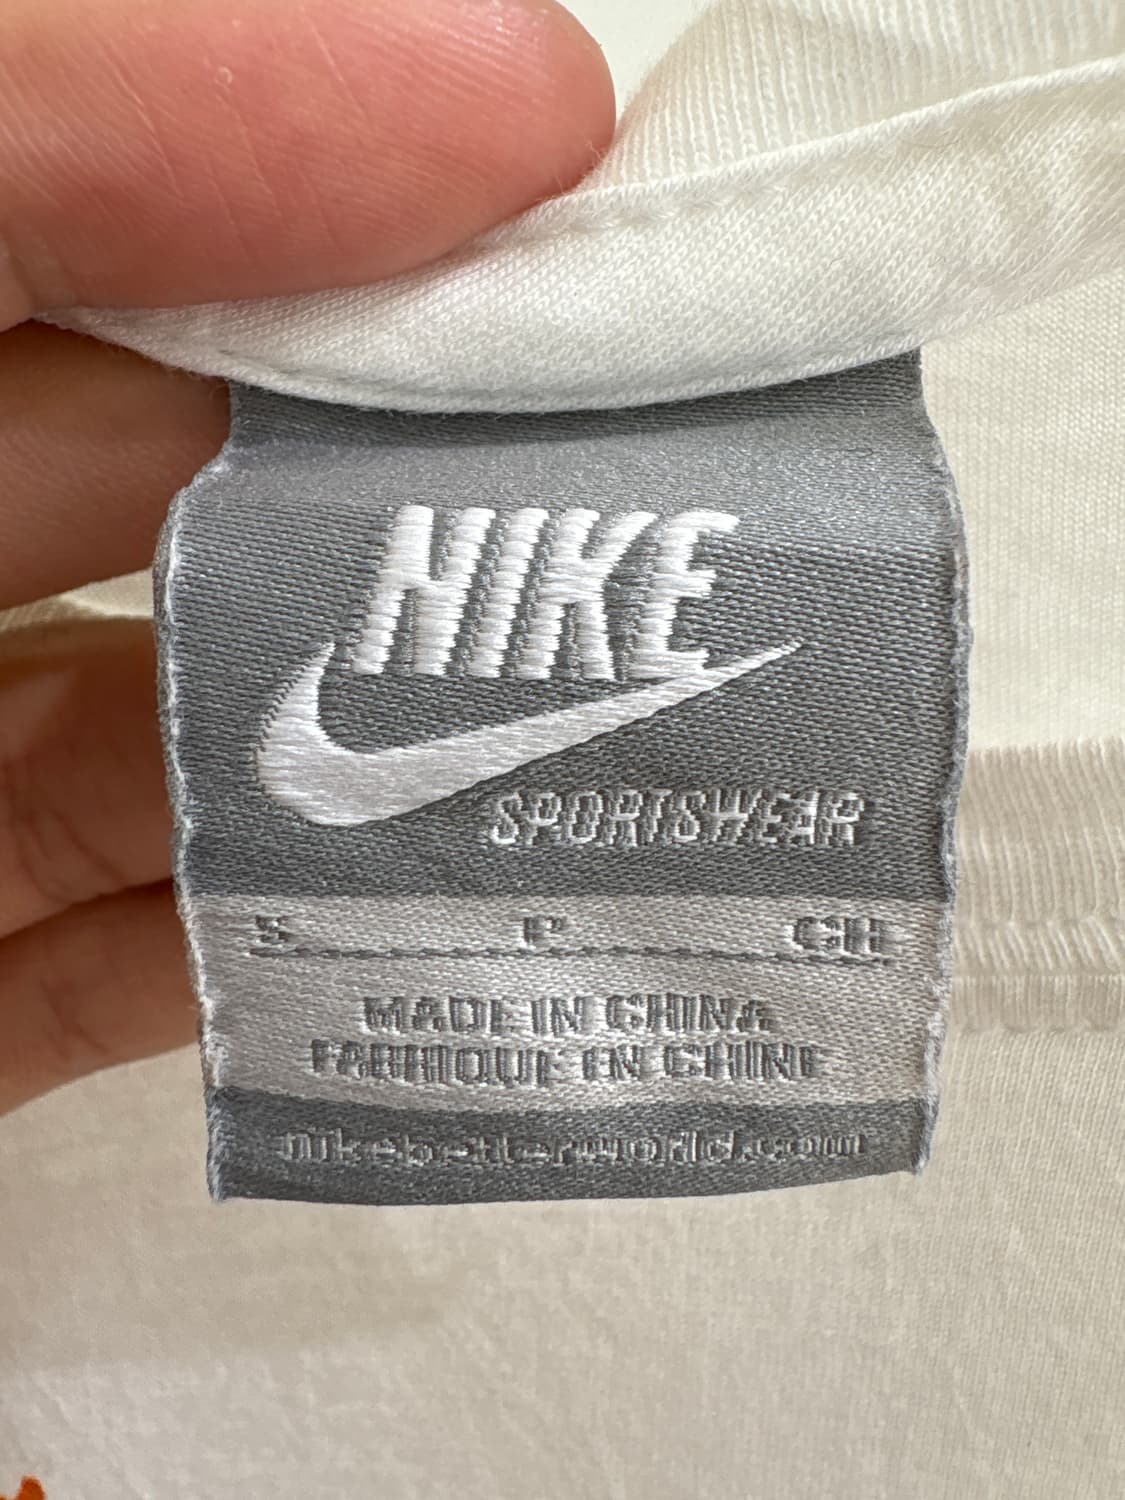 NIKE
SPORTSWEAR
S P CH
MADE IN CHINA
FABRIQUE EN CHINE
nikebetterworld.com